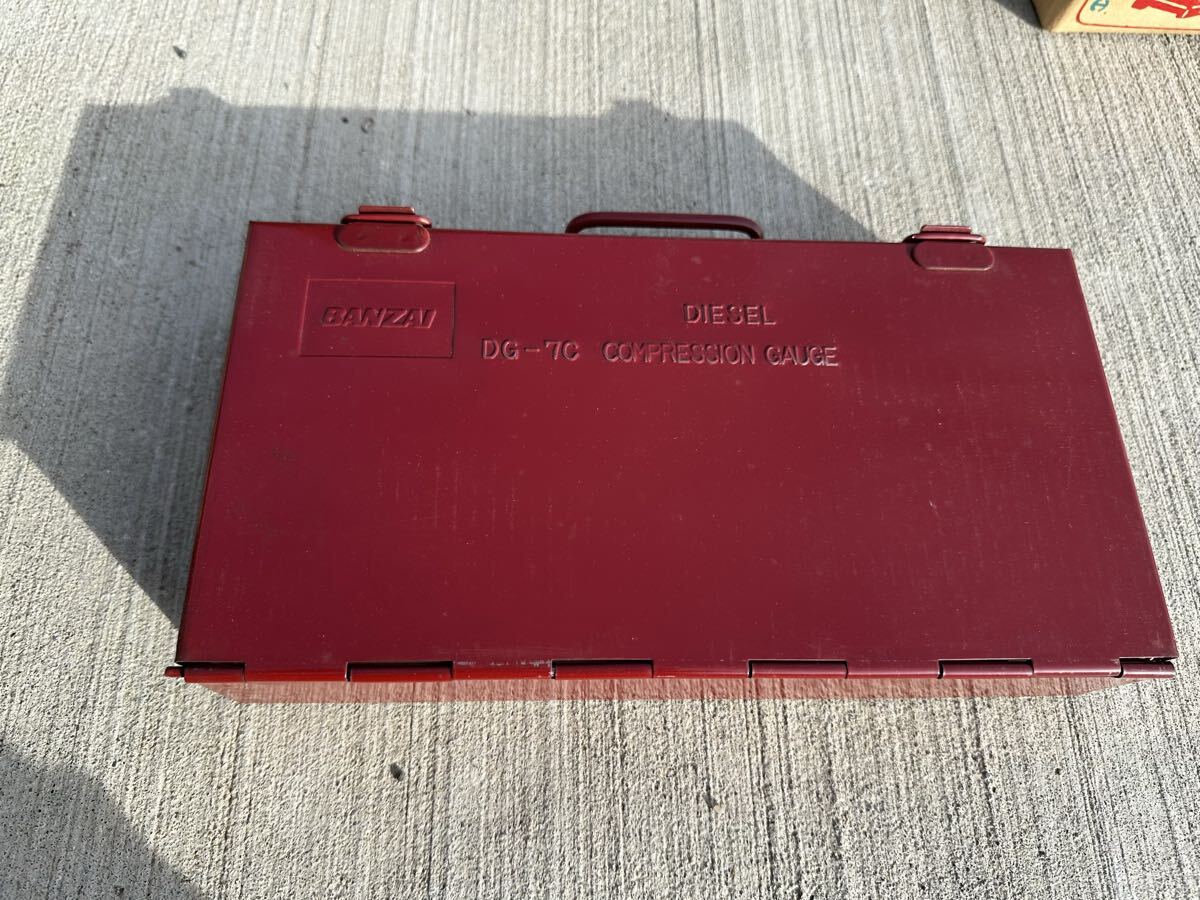 BANZAI
DIESEL
DG-7C COMPRESSION GAUGE